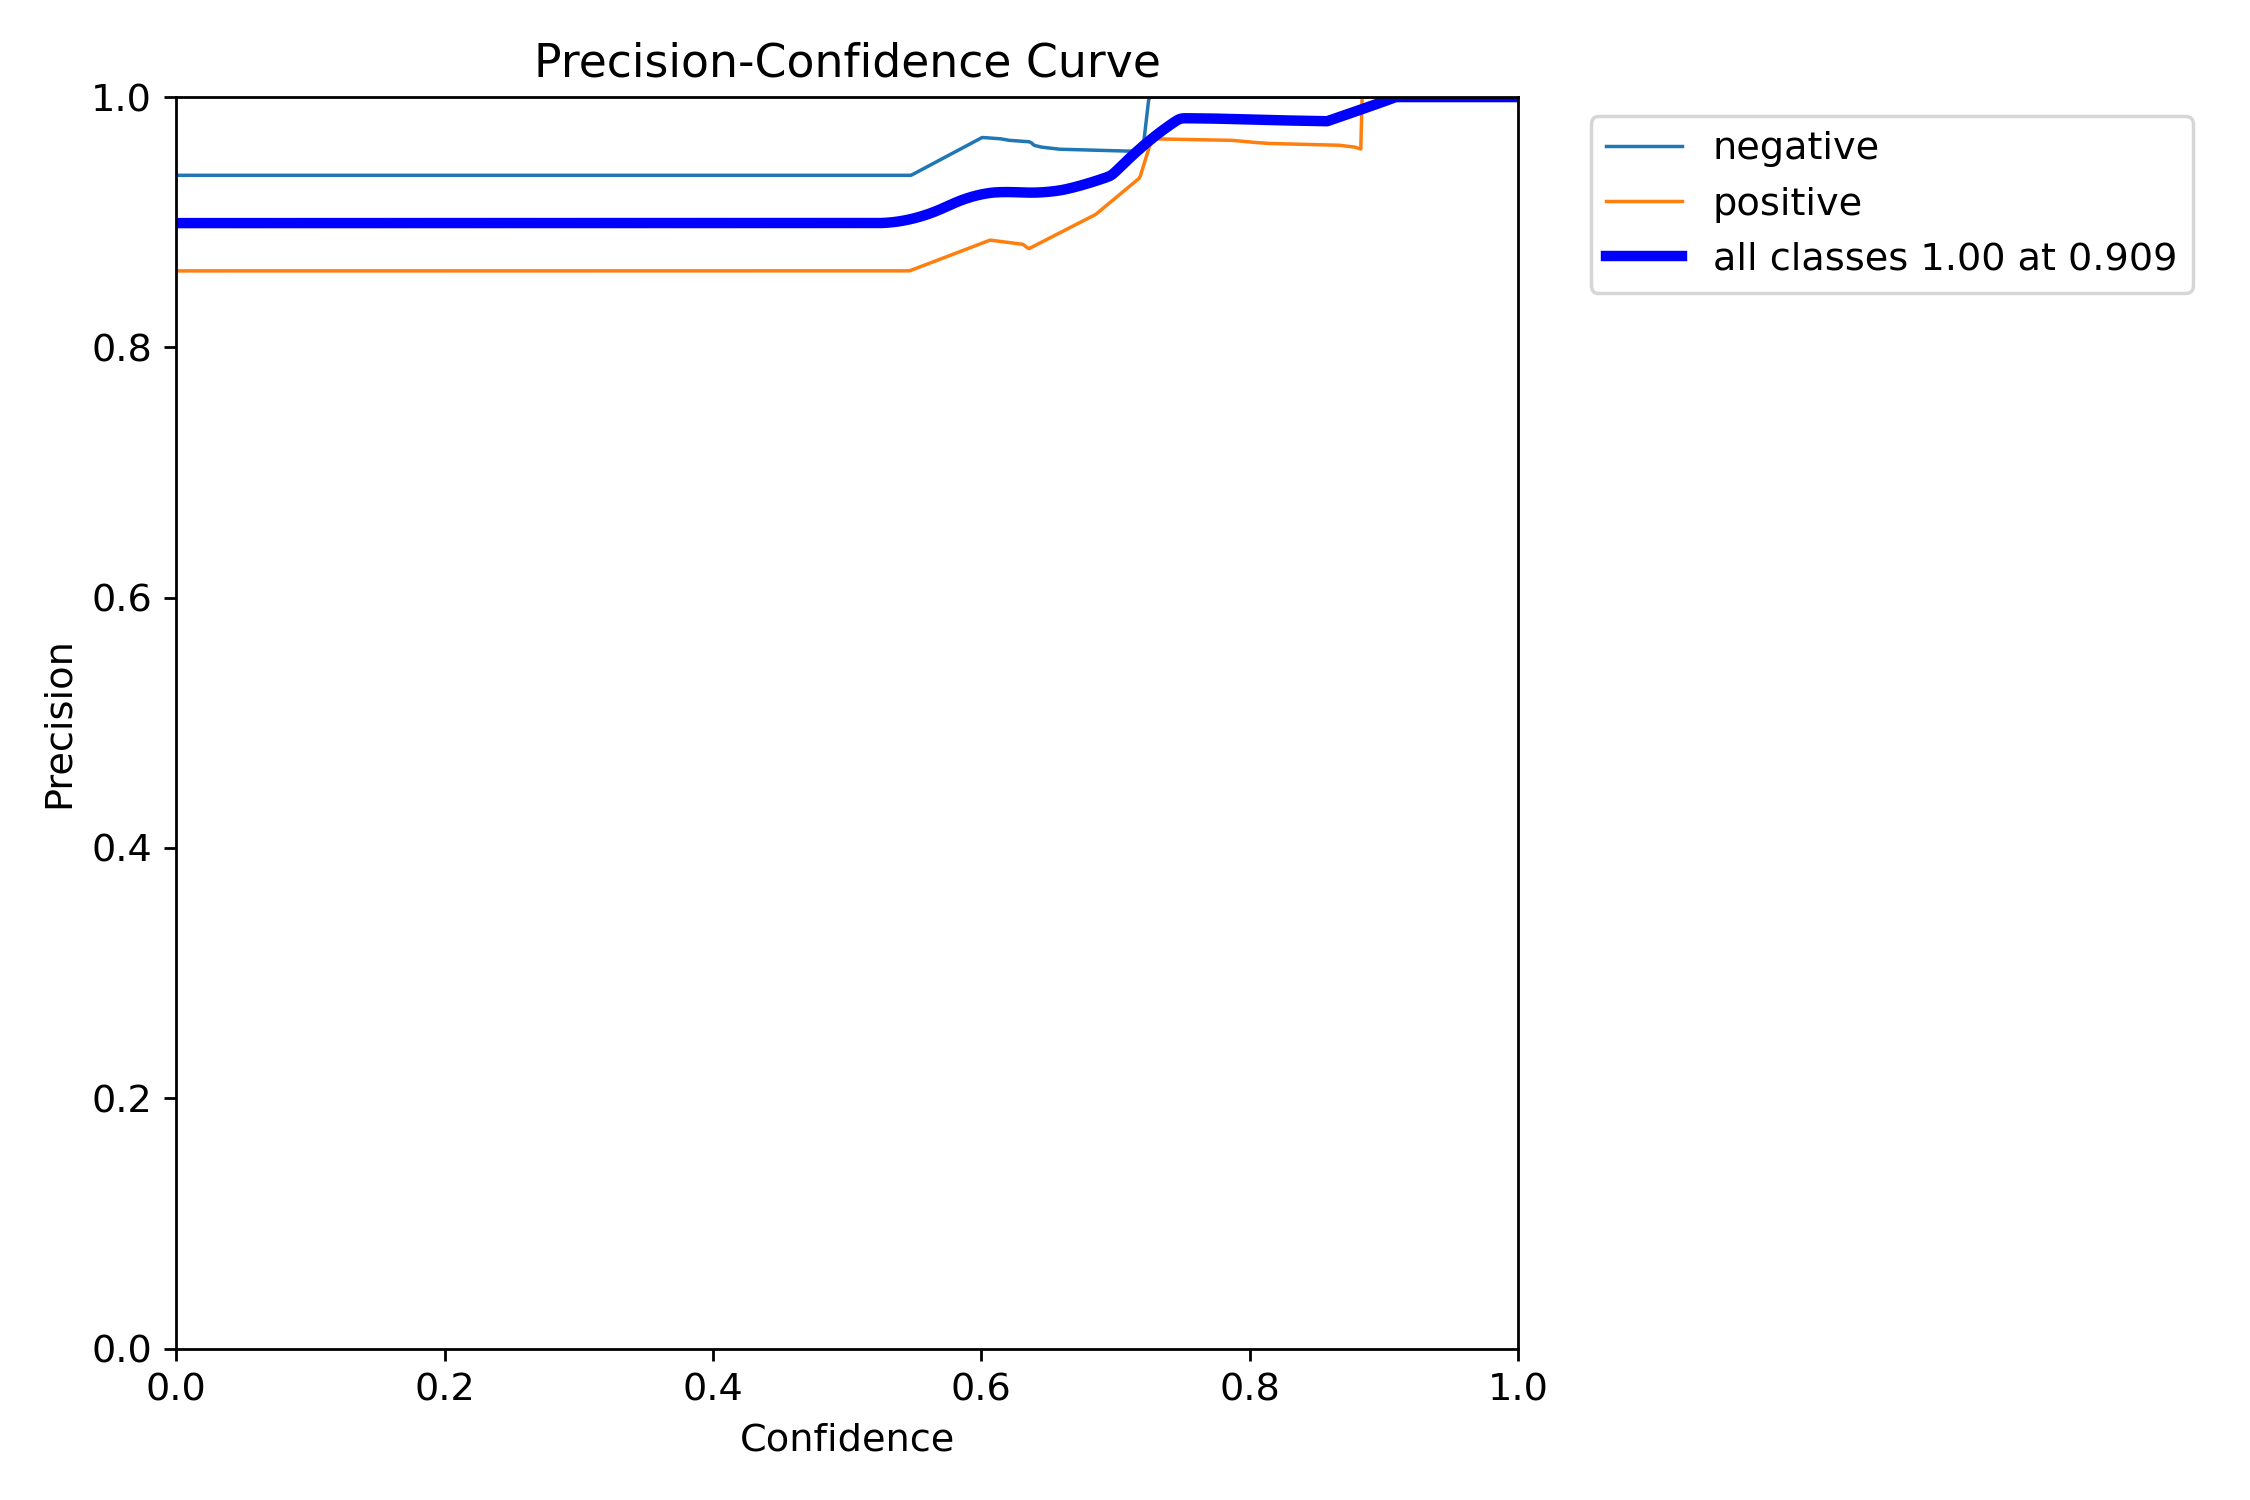 Precision-Confidence Curve
1.0
0.8
0.6
0.4
0.2
0.0
Precision
0.0 0.2 0.4 0.6 0.8 1.0
Confidence
negative
positive
all classes 1.00 at 0.909